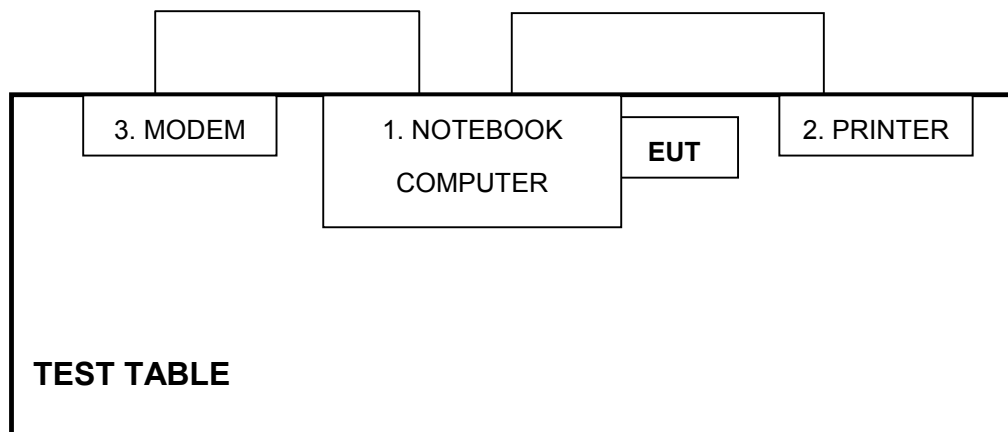 3. MODEM
1. NOTEBOOK
COMPUTER
EUT
2. PRINTER
TEST TABLE